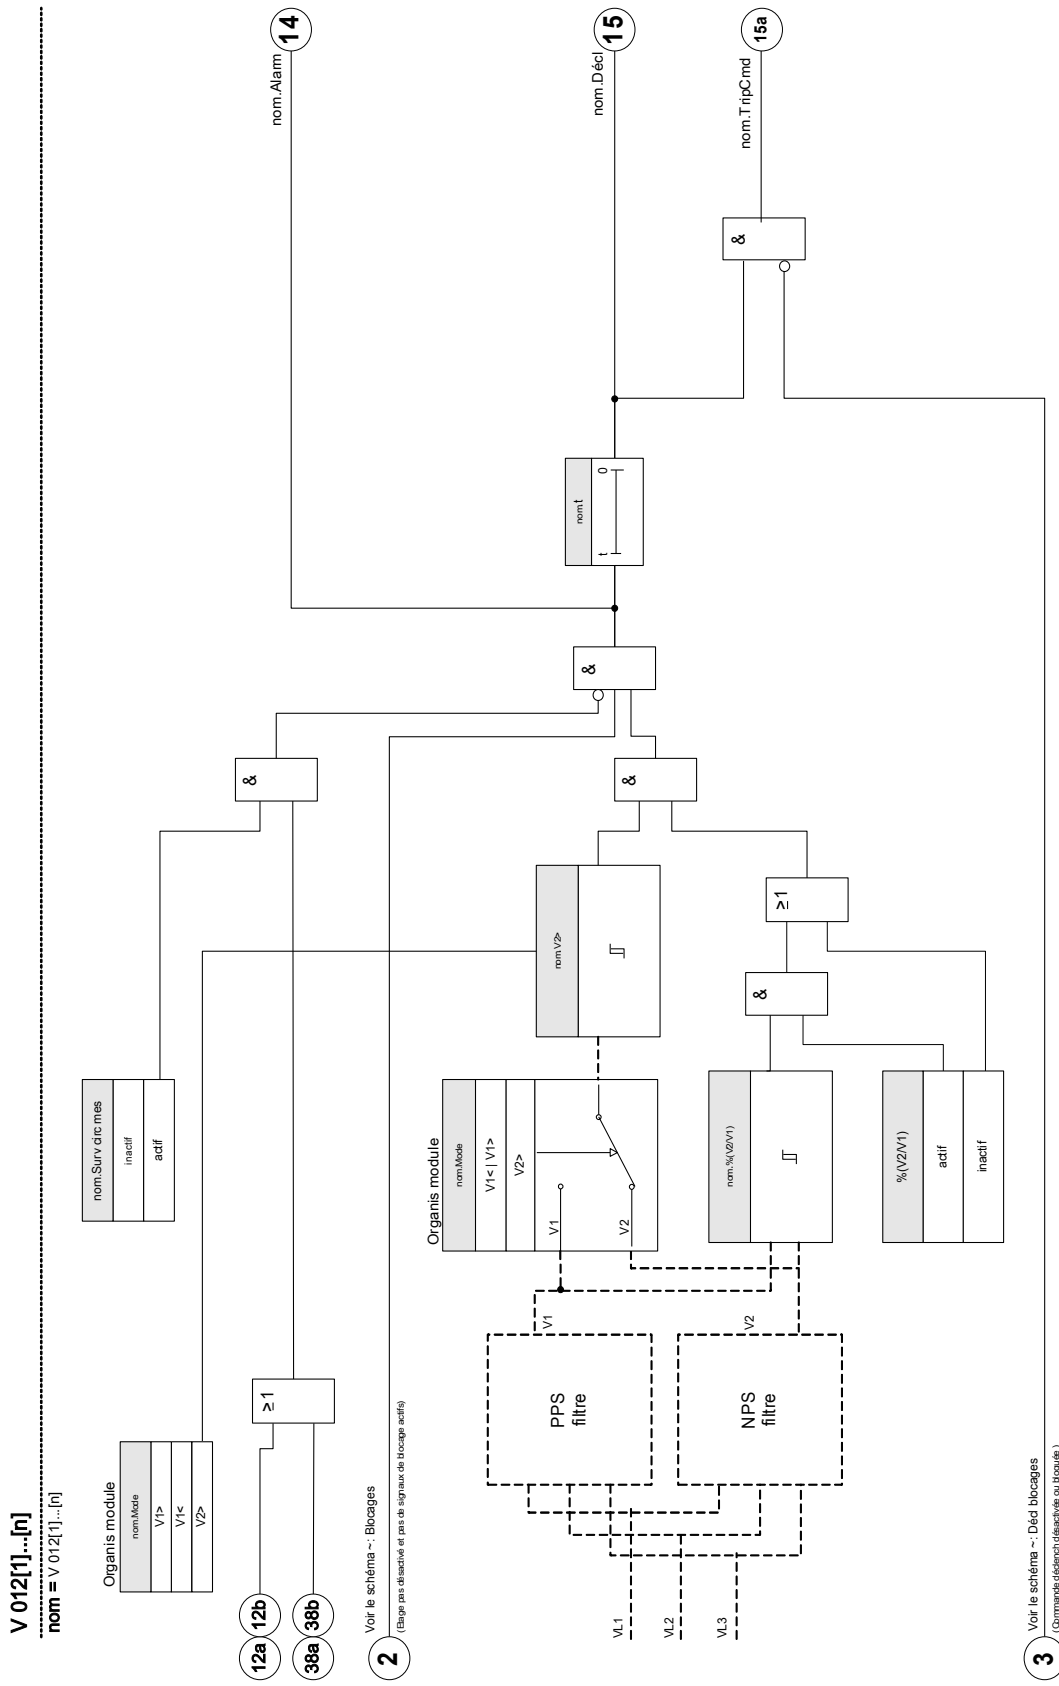 V 012[1]...[n]
nom = V 012[1]...[n]
Organis module
nom.Mode
V1>
V1<
V2>
nom.Surv circ mes
inactif
actif
12a
12b
38a
38b
≥1
&
nom.Alarm
14
2
Voir le schéma ~: Blocages
(Etage pas désactivé et pas de signaux de blocage actifs)
Organis module
nom.Mode
V1< | V1>
V2>
V1
V2
nom.V2>
&
&
nom.t
t
0
nom.Décl
15
VL1
VL2
VL3
PPS
filtre
NPS
filtre
V1
V2
nom.%(V2/V1)
%(V2/V1)
actif
inactif
&
≥1
&
nom.TripCmd
15a
3
Voir le schéma ~: Décl blocages
(Commande déclench désactivée ou bloquée.)